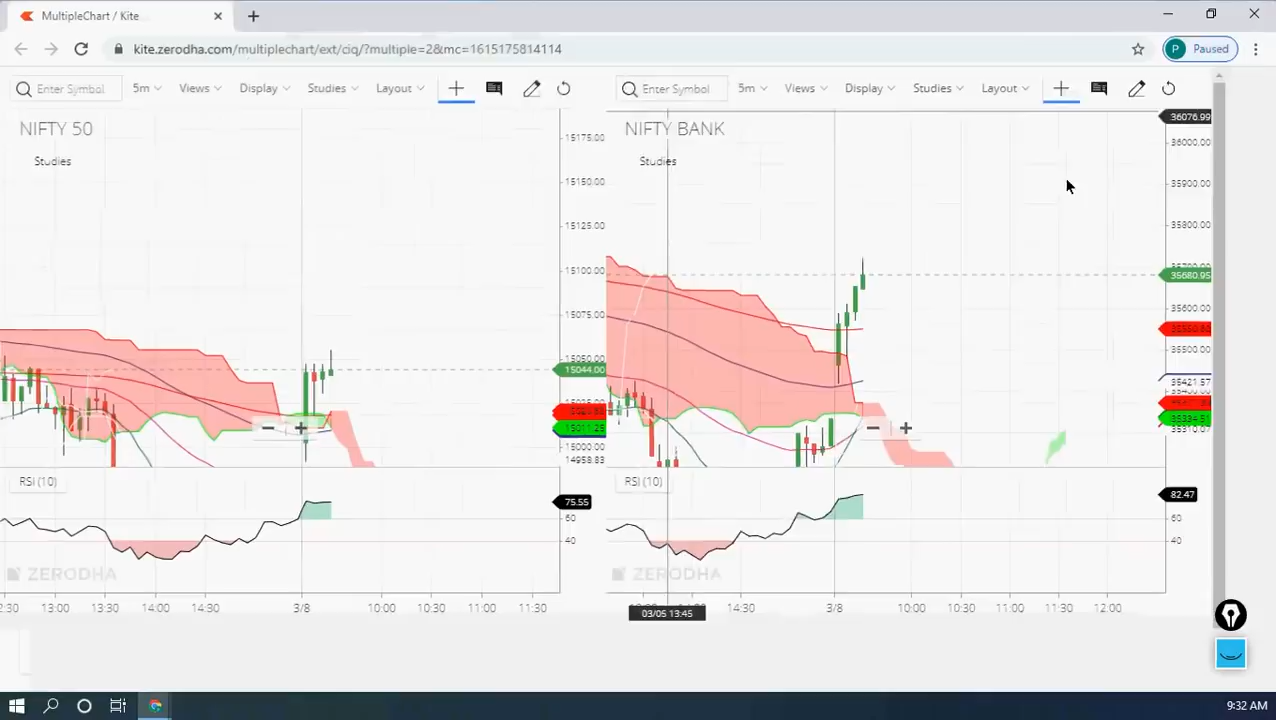 MultipleChart / Kite
kite.zerodha.com/multiplechart/ext/ciq/?multiple=2&mc=1615175814114
P Paused
Enter Symbol 5m Views Display Studies Layout
Enter Symbol 5m Views Display Studies Layout
NIFTY 50
Studies
15175.00
15150.00
15125.00
15100.00
15075.00
15050.00
15044.00
15011.25
15000.00
14958.83
RSI (10)
75.55
60
40
ZERODHA
13:00 13:30 14:00 14:30 3/8 10:00 10:30 11:00 11:30
NIFTY BANK
Studies
36076.99
36000.00
35900.00
35800.00
35680.95
35600.00
35500.00
35421.57
35334.51
35310.07
RSI (10)
82.47
60
40
ZERODHA
14:30 3/8 10:00 10:30 11:00 11:30 12:00
03/05 13:45
9:32 AM